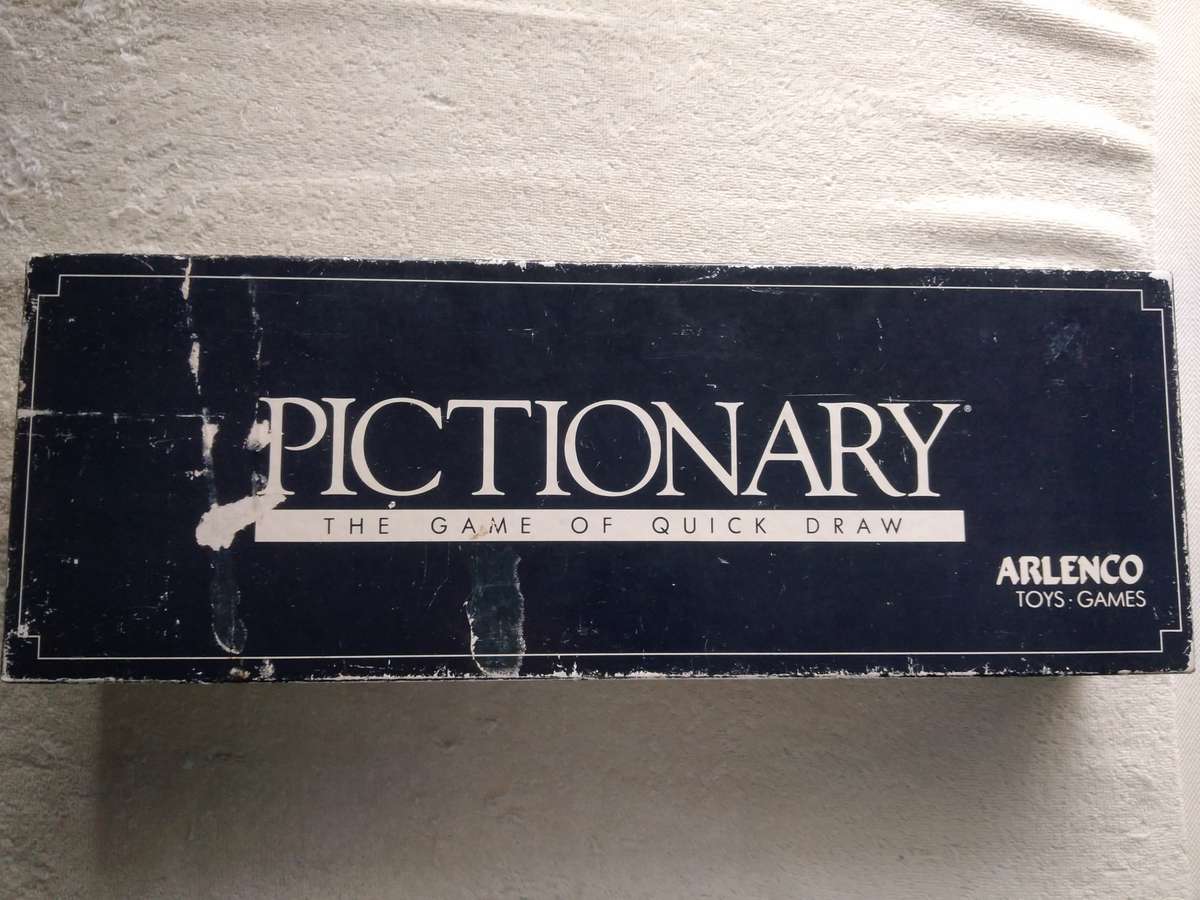 PICTIONARY®
THE GAME OF QUICK DRAW
ARLENCO
TOYS · GAMES